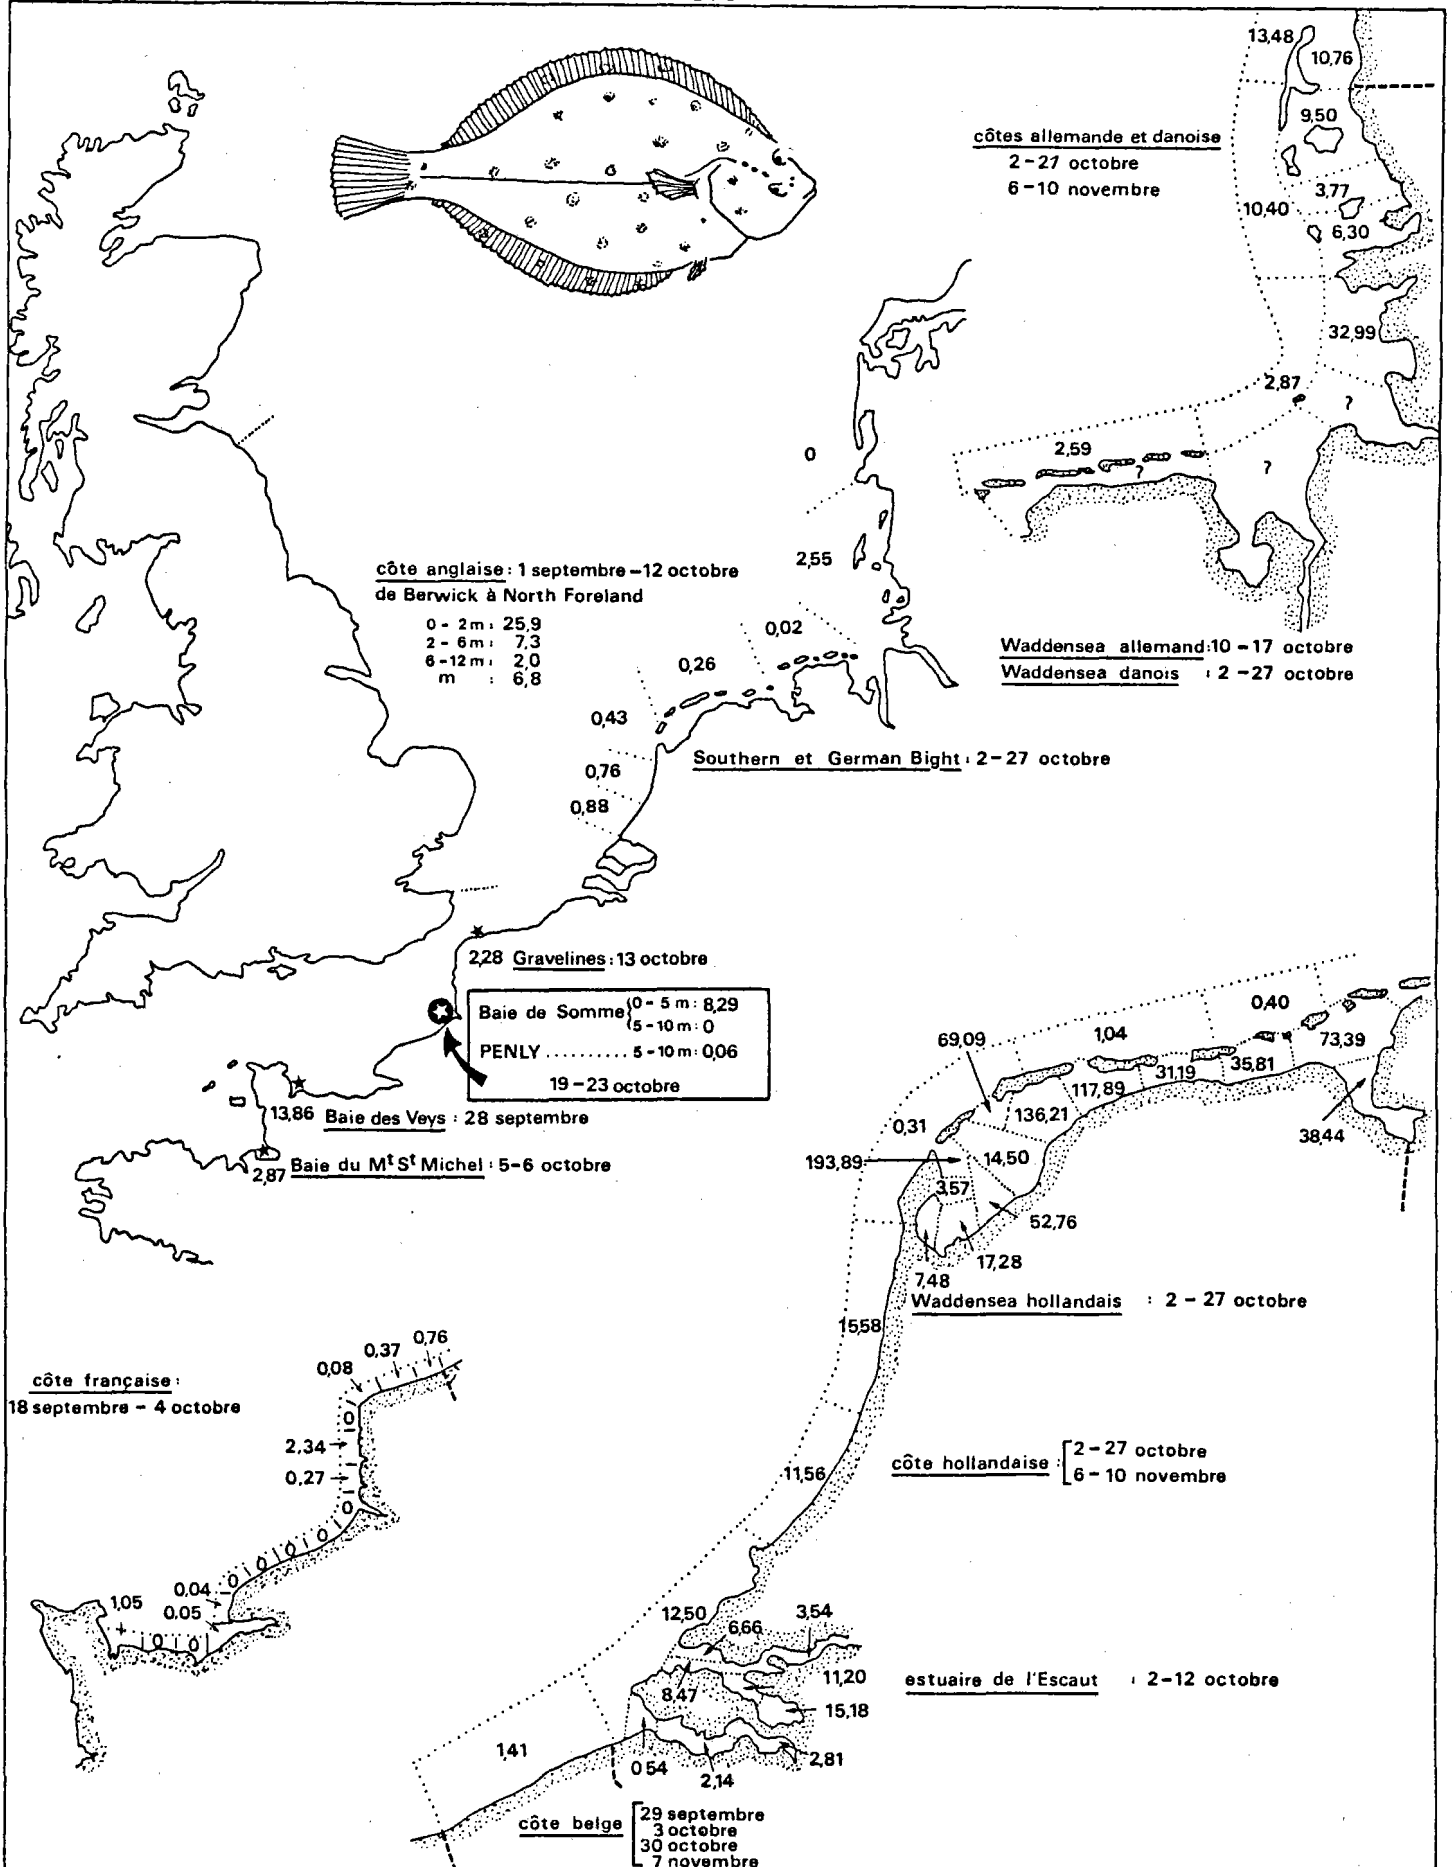 13,48
10,76
9,50
côtes allemande et danoise
2-27 octobre
6-10 novembre
3,77
10,40
6,30
32,99
2,87
?
2,59
?
?
0
2,55
côte anglaise : 1 septembre-12 octobre
de Berwick à North Foreland
0 - 2 m : 25,9
2 - 6 m : 7,3
6-12 m : 2,0
m : 6,8
0,02
0,26
0,43
0,76
0,88
Waddensea allemand : 10-17 octobre
Waddensea danois : 2-27 octobre
Southern et German Bight : 2-27 octobre
2,28 Gravelines : 13 octobre
Baie de Somme { 0 - 5 m : 8,29
5-10 m : 0
PENLY .......... 5-10 m : 0,06
19-23 octobre
13,86 Baie des Veys : 28 septembre
2,87 Baie du Mt St Michel : 5-6 octobre
0,40
1,04
69,09
73,39
35,81
31,19
117,89
136,21
0,31
38,44
193,89
14,50
3,57
52,76
17,28
7,48
Waddensea hollandais : 2 - 27 octobre
15,58
côte française :
18 septembre - 4 octobre
0,08
0,37
0,76
0
2,34
0,27
0
0
0
0
0
0,04
0,05
1,05
0
0
11,56
côte hollandaise : [ 2-27 octobre
6-10 novembre
12,50
6,66
3,54
8,47
11,20
15,18
estuaire de l'Escaut : 2-12 octobre
1,41
0 54
2,14
2,81
côte belge [ 29 septembre
3 octobre
30 octobre
7 novembre